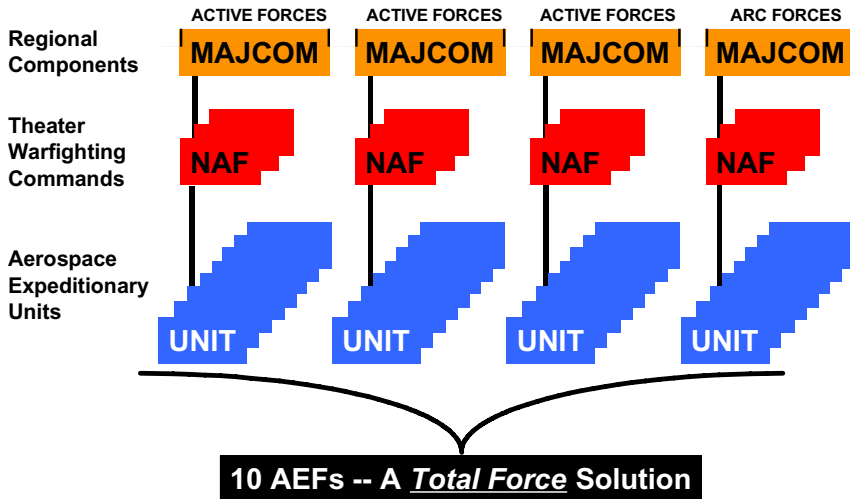 ACTIVE FORCES ACTIVE FORCES ACTIVE FORCES ARC FORCES
Regional
Components
MAJCOM MAJCOM MAJCOM MAJCOM
Theater
Warfighting
Commands
NAF NAF NAF NAF
Aerospace
Expeditionary
Units
UNIT UNIT UNIT UNIT
10 AEFs -- A Total Force Solution